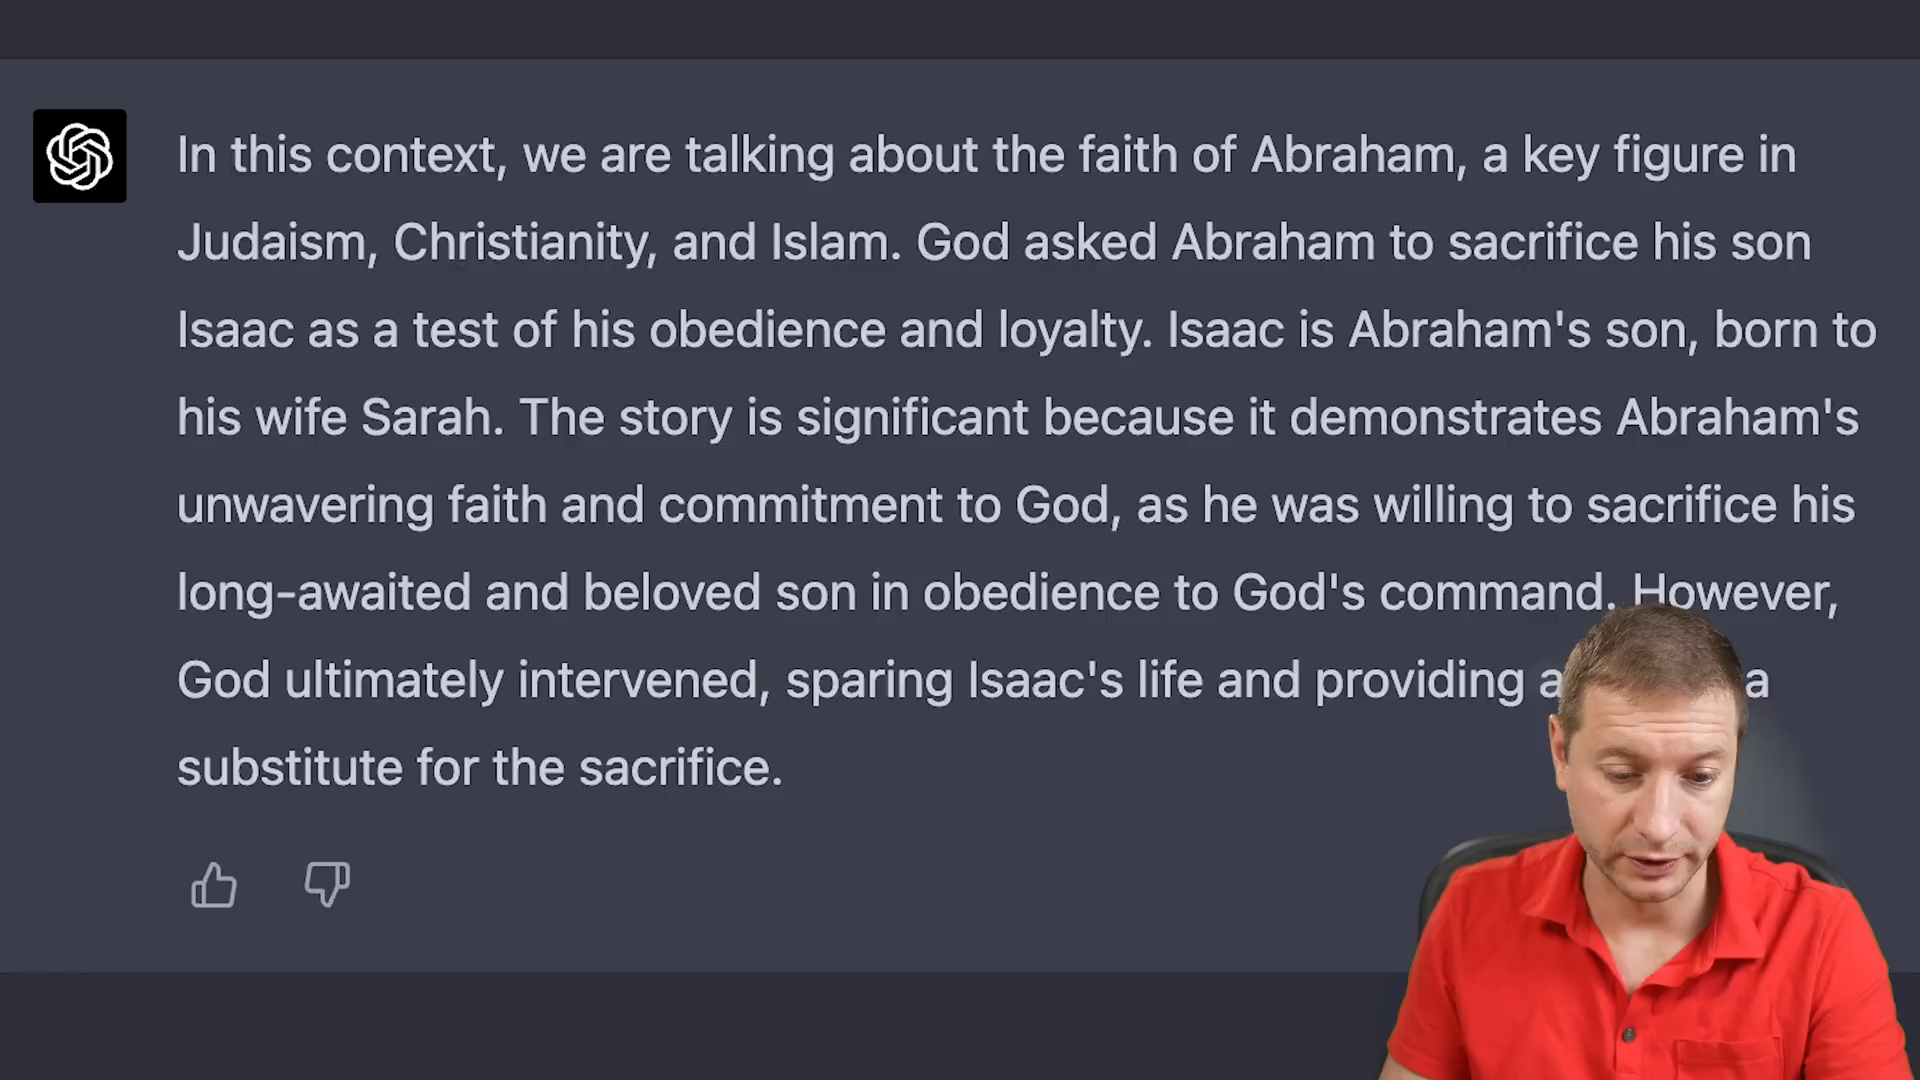 In this context, we are talking about the faith of Abraham, a key figure in
Judaism, Christianity, and Islam. God asked Abraham to sacrifice his son
Isaac as a test of his obedience and loyalty. Isaac is Abraham's son, born to
his wife Sarah. The story is significant because it demonstrates Abraham's
unwavering faith and commitment to God, as he was willing to sacrifice his
long-awaited and beloved son in obedience to God's command. However,
God ultimately intervened, sparing Isaac's life and providing a a
substitute for the sacrifice.